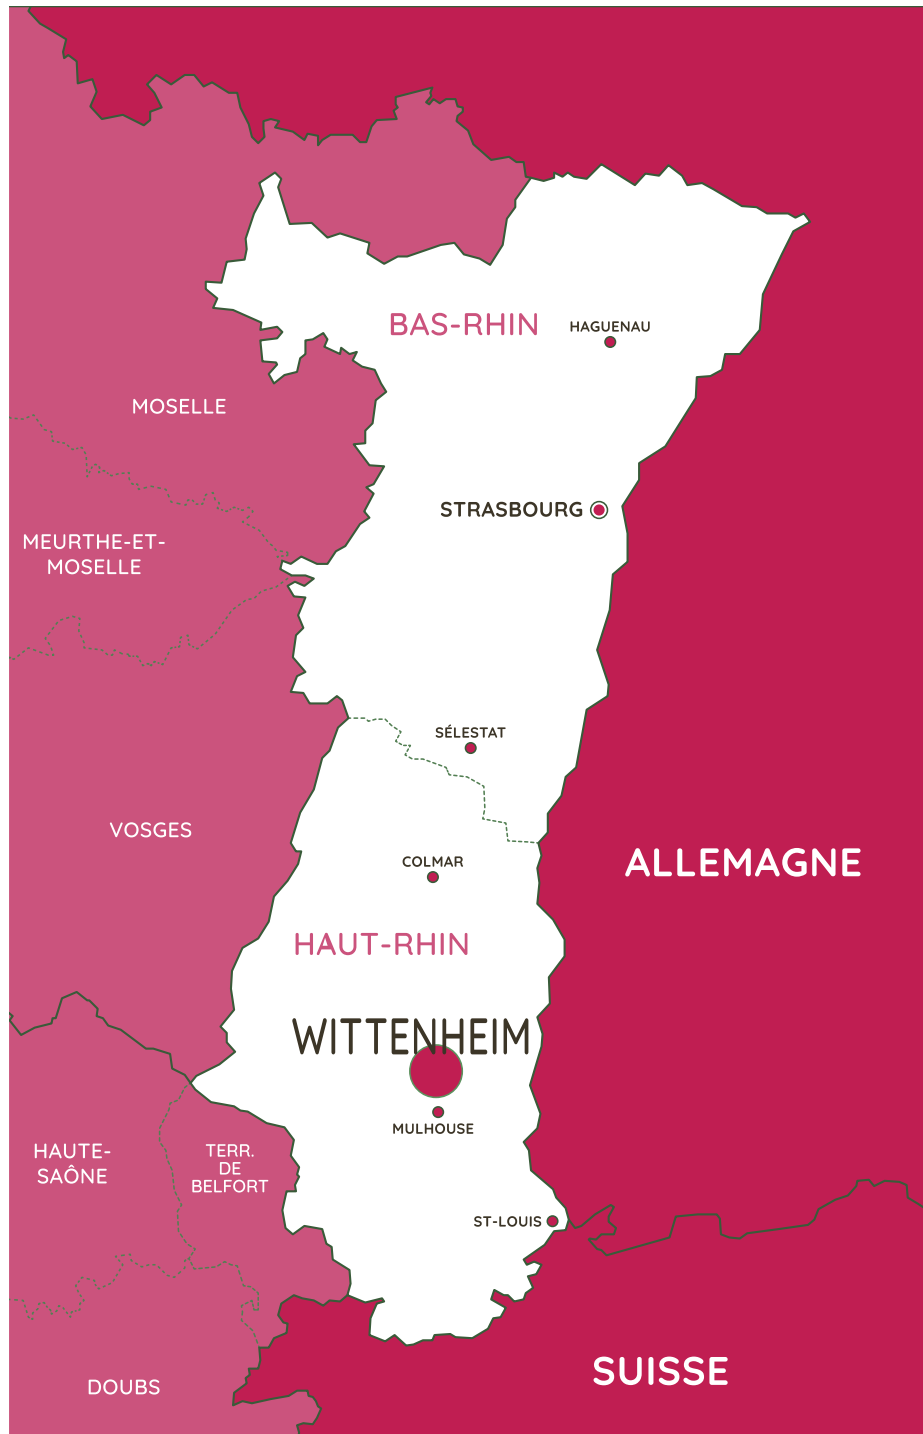 BAS-RHIN
HAGUENAU
MOSELLE
STRASBOURG
MEURTHE-ET-
MOSELLE
SÉLESTAT
VOSGES
COLMAR
ALLEMAGNE
HAUT-RHIN
WITTENHEIM
MULHOUSE
HAUTE-
SAÔNE
TERR.
DE
BELFORT
ST-LOUIS
SUISSE
DOUBS